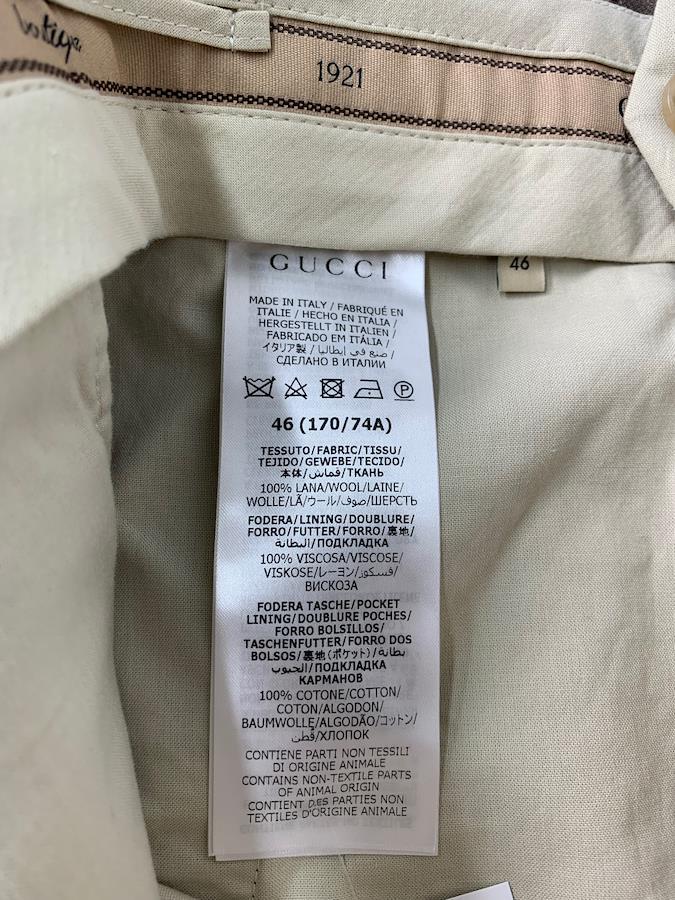 1921
46
GUCCI
MADE IN ITALY / FABRIQUÉ EN
ITALIE / HECHO EN ITALIA /
HERGESTELLT IN ITALIEN /
FABRICADO EM ITÁLIA /
イタリア製 / صنع في إيطاليا /
СДЕЛАНО В ИТАЛИИ
P
46 (170/74A)
TESSUTO/FABRIC/TISSU/
TEJIDO/GEWEBE/TECIDO/
本体/قماش/ТКАНЬ
100% LANA/WOOL/LAINE/
WOLLE/LÃ/ウール/صوف/ШЕРСТЬ
FODERA/LINING/DOUBLURE/
FORRO/FUTTER/FORRO/裏地/
البطانة/ПОДКЛАДКА
100% VISCOSA/VISCOSE/
VISKOSE/レーヨン/فسكوز/
ВИСКОЗА
FODERA TASCHE/POCKET
LINING/DOUBLURE POCHES/
FORRO BOLSILLOS/
TASCHENFUTTER/FORRO DOS
BOLSOS/裏地(ポケット)/بطانة
الجيوب/ПОДКЛАДКА
КАРМАНОВ
100% COTONE/COTTON/
COTON/ALGODON/
BAUMWOLLE/ALGODÃO/コットン/
قطن/ХЛОПОК
CONTIENE PARTI NON TESSILI
DI ORIGINE ANIMALE
CONTAINS NON-TEXTILE PARTS
OF ANIMAL ORIGIN
CONTIENT DES PARTIES NON
TEXTILES D'ORIGINE ANIMALE